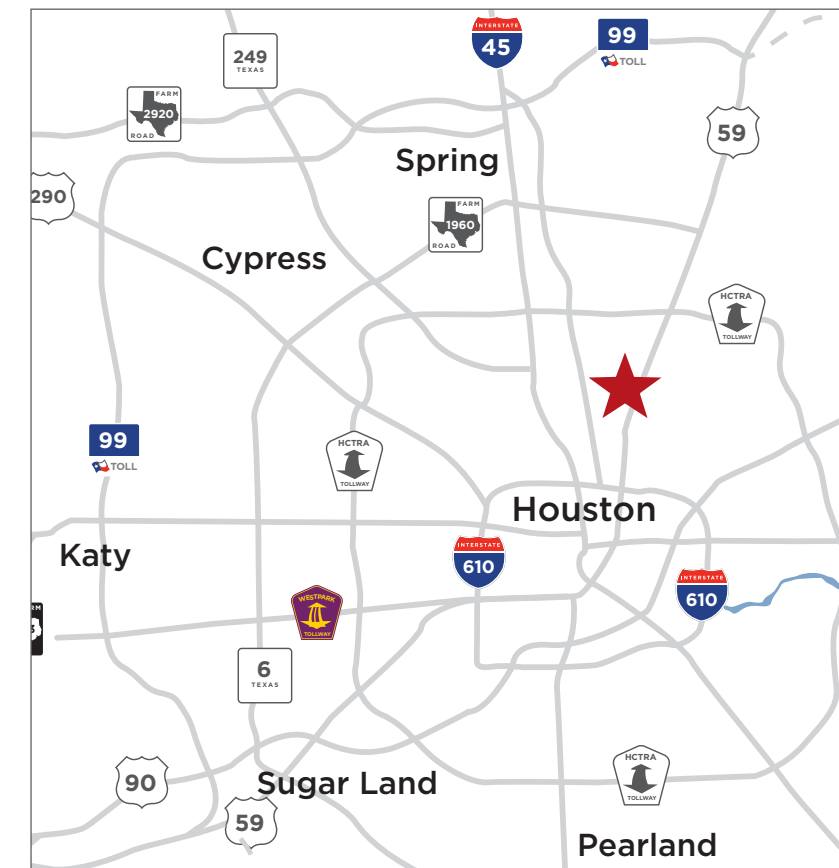 INTERSTATE
45
99
TOLL
249
TEXAS
FARM
2920
ROAD
59
Spring
290
FARM
1960
ROAD
Cypress
HCTRA
TOLLWAY
99
TOLL
HCTRA
TOLLWAY
Houston
Katy
INTERSTATE
610
INTERSTATE
610
WESTPARK
TOLLWAY
6
TEXAS
HCTRA
TOLLWAY
90
Sugar Land
59
Pearland